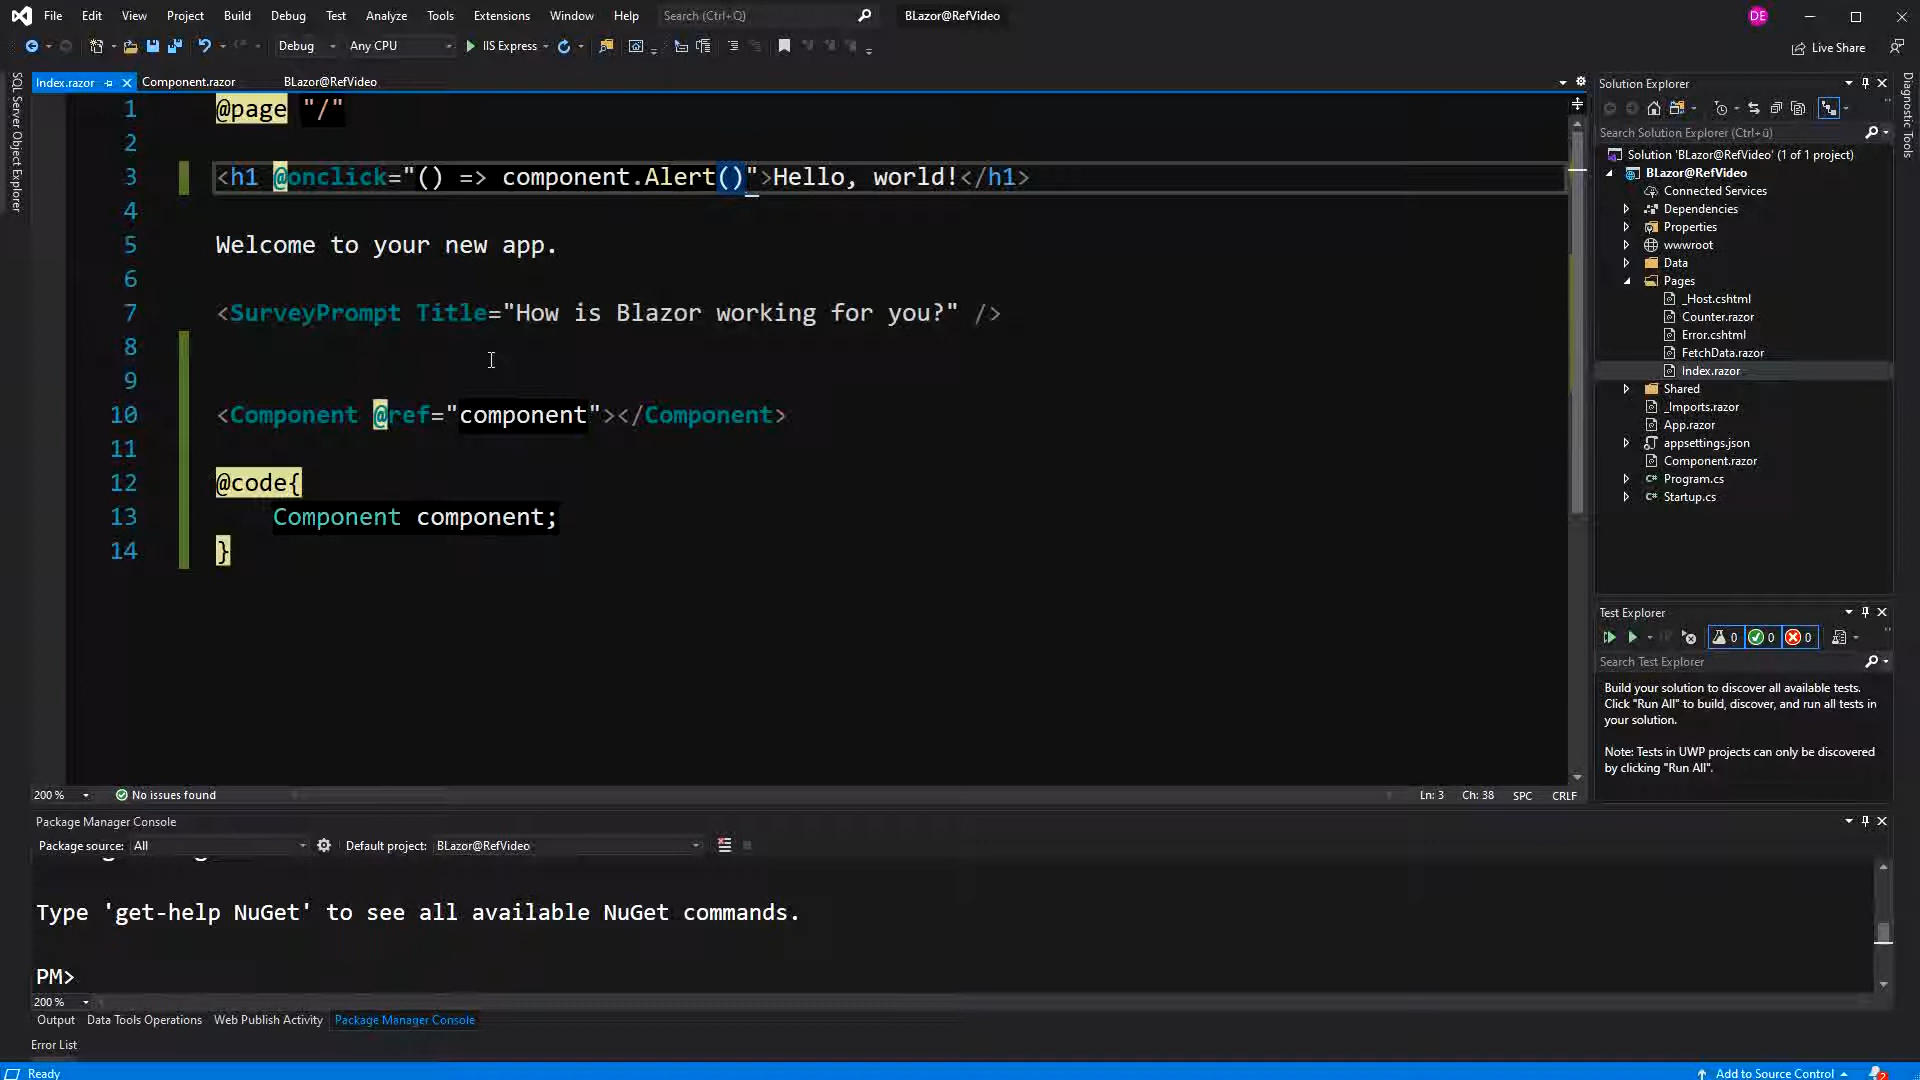 File Edit View Project Build Debug Test Analyze Tools Extensions Window Help Search (Ctrl+Q) BLazor@RefVideo DE
Debug Any CPU IIS Express Live Share
SQL Server Object Explorer
Index.razor Component.razor BLazor@RefVideo
1 @page "/"
2
3 <h1 @onclick="() => component.Alert()">Hello, world!</h1>
4
5 Welcome to your new app.
6
7 <SurveyPrompt Title="How is Blazor working for you?" />
8
9
10 <Component @ref="component"></Component>
11
12 @code{
13 Component component;
14 }
200 % No issues found Ln: 3 Ch: 38 SPC CRLF
Solution Explorer
Search Solution Explorer (Ctrl+ü)
Solution 'BLazor@RefVideo' (1 of 1 project)
BLazor@RefVideo
Connected Services
Dependencies
Properties
wwwroot
Data
Pages
_Host.cshtml
Counter.razor
Error.cshtml
FetchData.razor
Index.razor
Shared
_Imports.razor
App.razor
appsettings.json
Component.razor
Program.cs
Startup.cs
Diagnostic Tools
Test Explorer
0 0 0
Search Test Explorer
Build your solution to discover all available tests.
Click "Run All" to build, discover, and run all tests in
your solution.
Note: Tests in UWP projects can only be discovered
by clicking "Run All".
Package Manager Console
Package source: All Default project: BLazor@RefVideo
Type 'get-help NuGet' to see all available NuGet commands.
PM>
200 %
Output Data Tools Operations Web Publish Activity Package Manager Console
Error List
Ready Add to Source Control 2